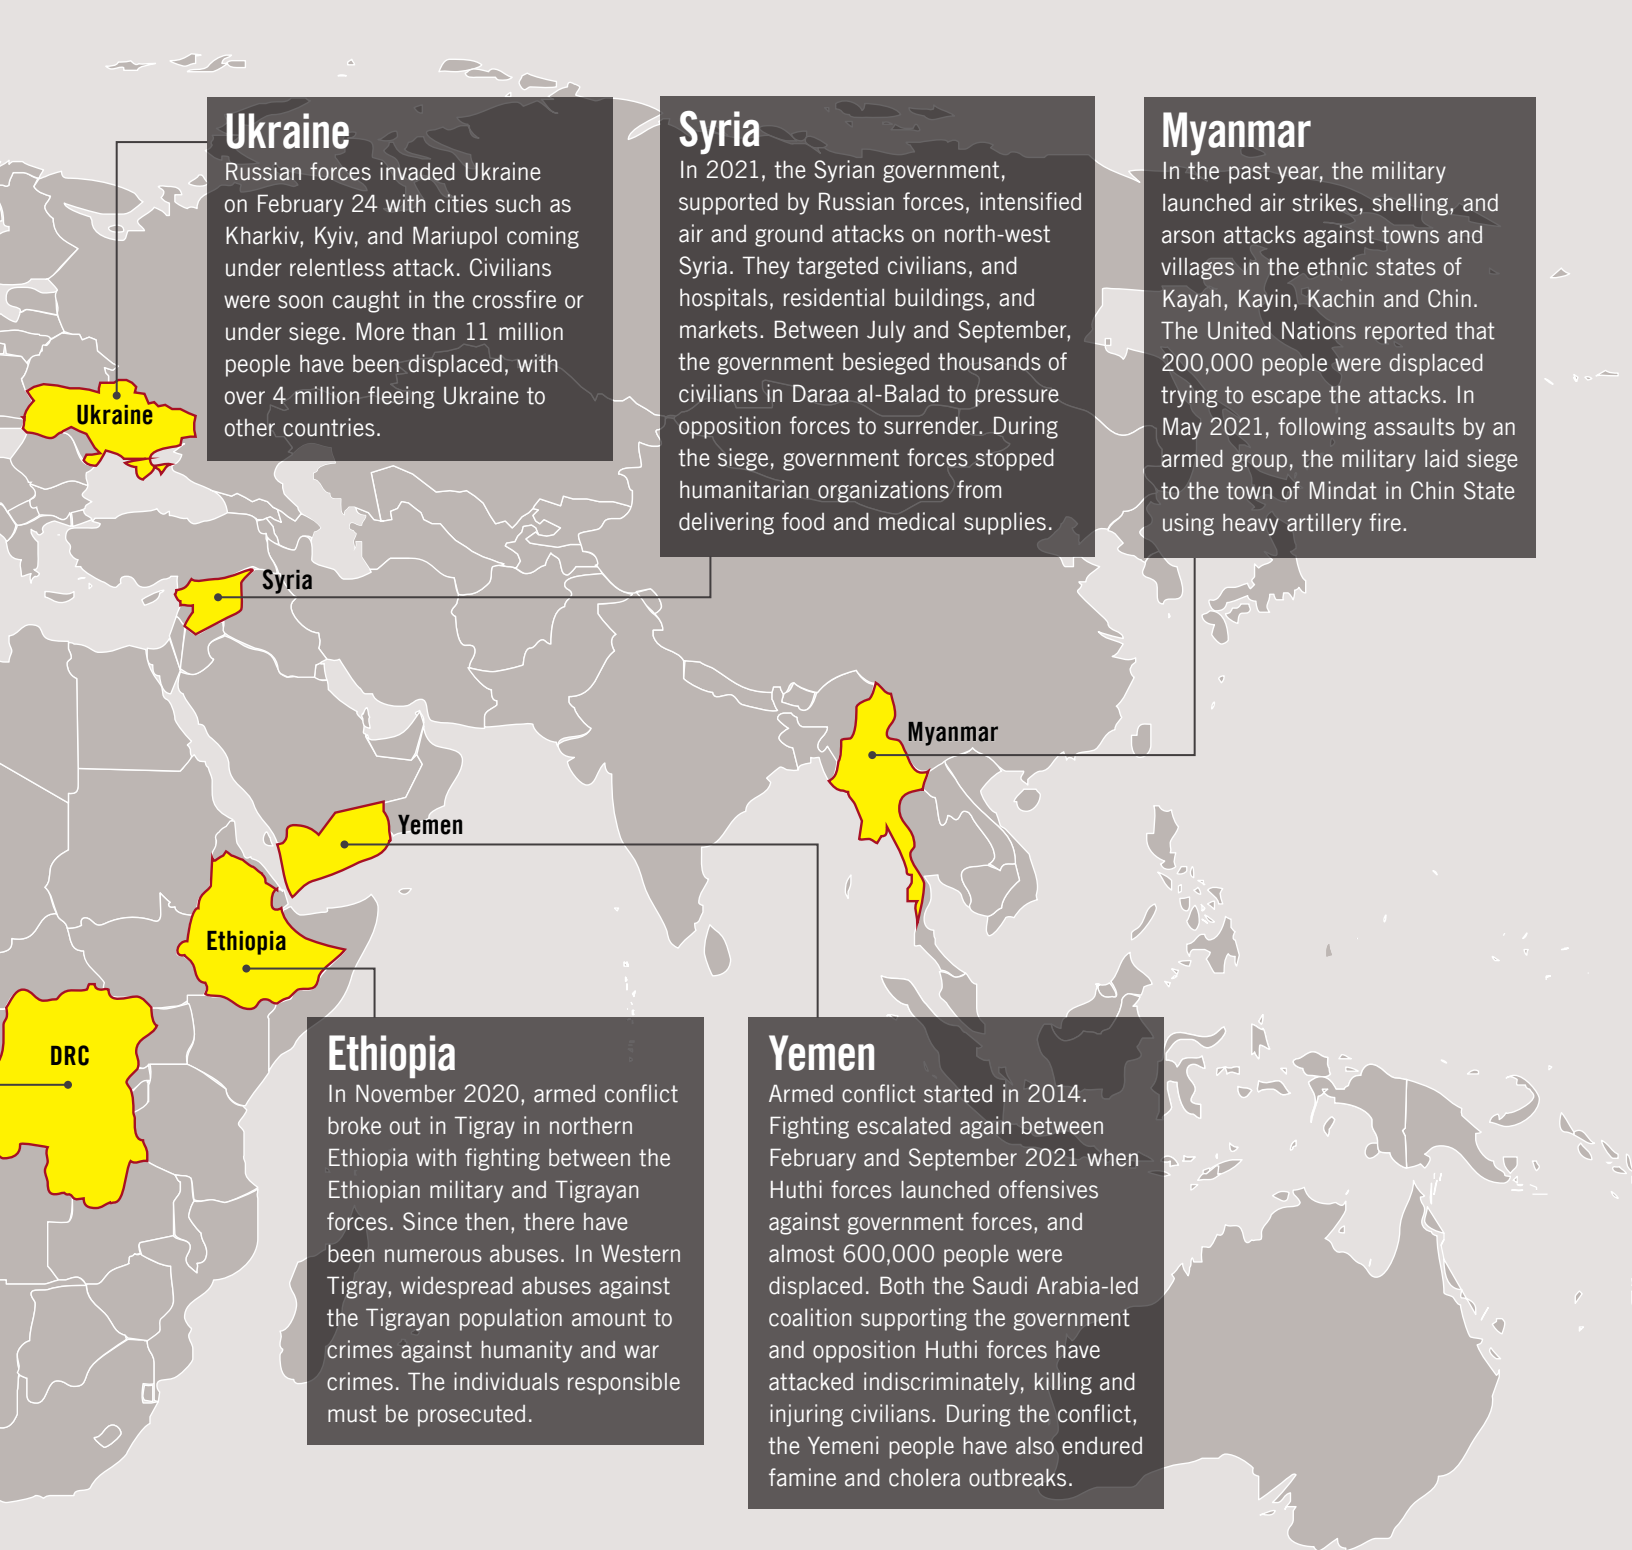 Ukraine
Russian forces invaded Ukraine
on February 24 with cities such as
Kharkiv, Kyiv, and Mariupol coming
under relentless attack. Civilians
were soon caught in the crossfire or
under siege. More than 11 million
people have been displaced, with
over 4 million fleeing Ukraine to
other countries.
Syria
In 2021, the Syrian government,
supported by Russian forces, intensified
air and ground attacks on north-west
Syria. They targeted civilians, and
hospitals, residential buildings, and
markets. Between July and September,
the government besieged thousands of
civilians in Daraa al-Balad to pressure
opposition forces to surrender. During
the siege, government forces stopped
humanitarian organizations from
delivering food and medical supplies.
Myanmar
In the past year, the military
launched air strikes, shelling, and
arson attacks against towns and
villages in the ethnic states of
Kayah, Kayin, Kachin and Chin.
The United Nations reported that
200,000 people were displaced
trying to escape the attacks. In
May 2021, following assaults by an
armed group, the military laid siege
to the town of Mindat in Chin State
using heavy artillery fire.
Ukraine
Syria
Myanmar
Yemen
Ethiopia
DRC
Ethiopia
In November 2020, armed conflict
broke out in Tigray in northern
Ethiopia with fighting between the
Ethiopian military and Tigrayan
forces. Since then, there have
been numerous abuses. In Western
Tigray, widespread abuses against
the Tigrayan population amount to
crimes against humanity and war
crimes. The individuals responsible
must be prosecuted.
Yemen
Armed conflict started in 2014.
Fighting escalated again between
February and September 2021 when
Huthi forces launched offensives
against government forces, and
almost 600,000 people were
displaced. Both the Saudi Arabia-led
coalition supporting the government
and opposition Huthi forces have
attacked indiscriminately, killing and
injuring civilians. During the conflict,
the Yemeni people have also endured
famine and cholera outbreaks.